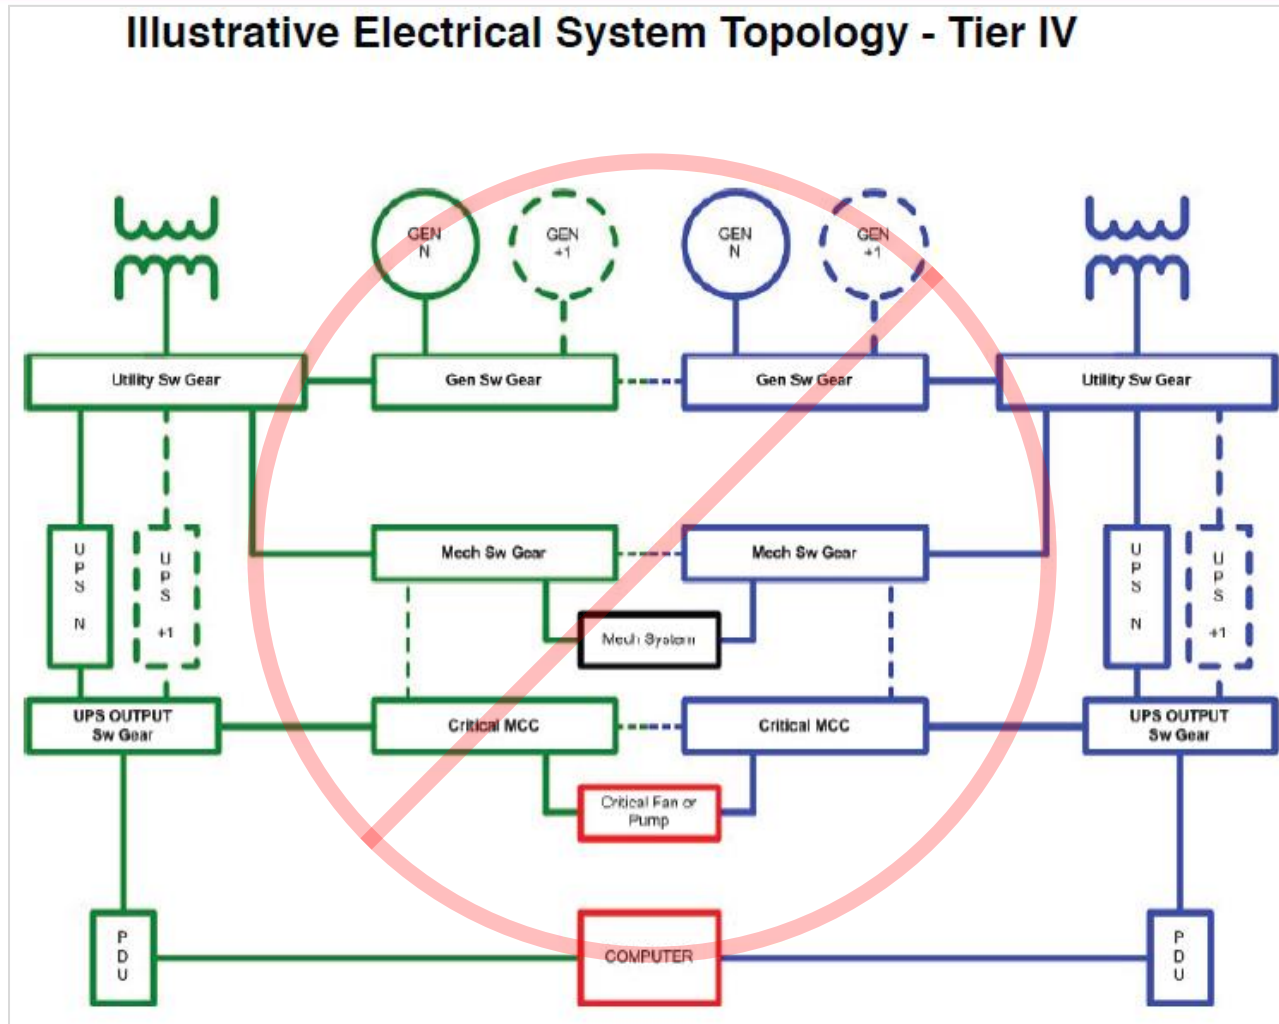 Illustrative Electrical System Topology - Tier IV
GEN
N
GEN
+1
GEN
N
GEN
+1
Utility Sw Gear
Gen Sw Gear
Gen Sw Gear
Utility Sw Gear
U
P
S
N
U
P
S
+1
Mech Sw Gear
Mech Sw Gear
U
P
S
N
U
P
S
+1
Mech System
UPS OUTPUT
Sw Gear
Critical MCC
Critical MCC
UPS OUTPUT
Sw Gear
Critical Fan or
Pump
P
D
U
COMPUTER
P
D
U